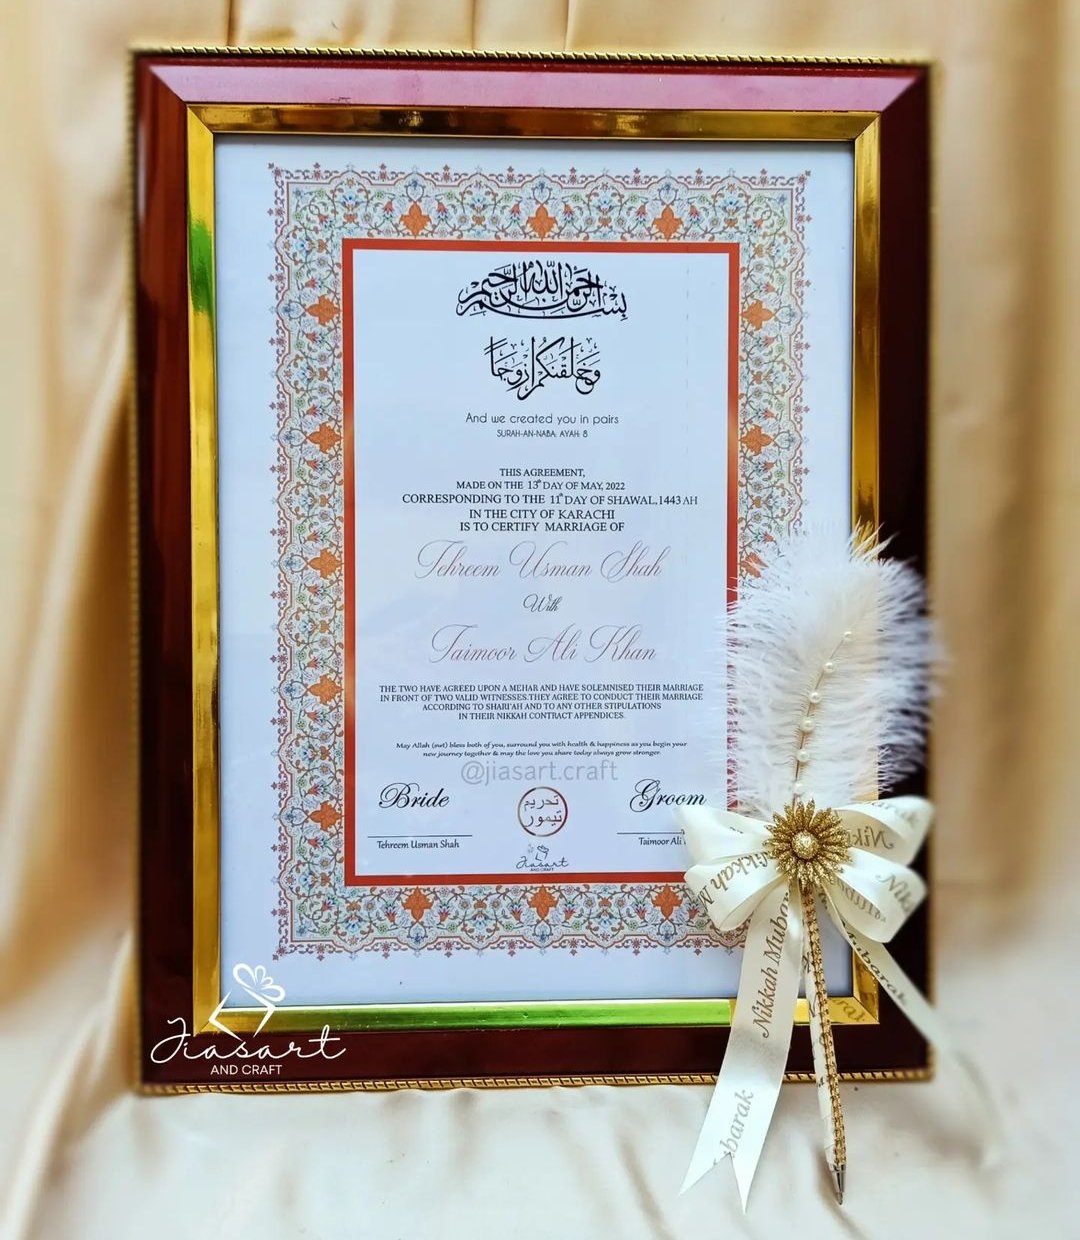 بسم الله الرحمن الرحيم
وخلقنكم ازوجا
And we created you in pairs
SURAH-AN-NABA: AYAH: 8
THIS AGREEMENT,
MADE ON THE 13th DAY OF MAY, 2022
CORRESPONDING TO THE 11th DAY OF SHAWAL, 1443 AH
IN THE CITY OF KARACHI
IS TO CERTIFY MARRIAGE OF
Tehreem Usman Shah
With
Taimoor Ali Khan
THE TWO HAVE AGREED UPON A MEHAR AND HAVE SOLEMNISED THEIR MARRIAGE
IN FRONT OF TWO VALID WITNESSES.THEY AGREE TO CONDUCT THEIR MARRIAGE
ACCORDING TO SHARI'AH AND TO ANY OTHER STIPULATIONS
IN THEIR NIKKAH CONTRACT APPENDICES.
May Allah (swt) bless both of you, surround you with health & happiness as you begin your
new journey together & may the love you share today always grow stronger.
@jiasart.craft
Bride
Groom
تحريم
تيمور
Tehreem Usman Shah
Taimoor Ali
Jiasart
AND CRAFT
Nikkah Mubarak
Mubarak
Jiasart
AND CRAFT